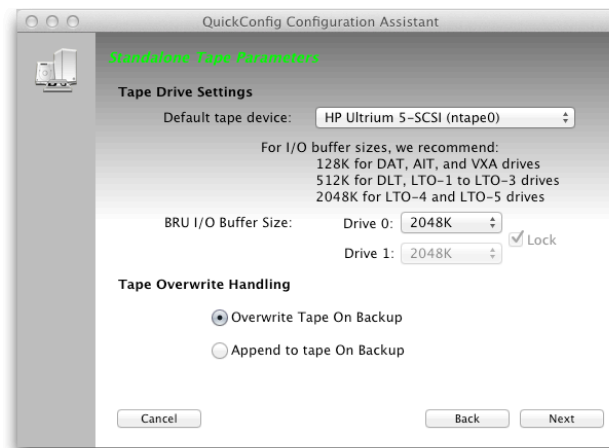 QuickConfig Configuration Assistant
Standalone Tape Parameters
Tape Drive Settings
Default tape device: HP Ultrium 5-SCSI (ntape0)
For I/O buffer sizes, we recommend:
128K for DAT, AIT, and VXA drives
512K for DLT, LTO-1 to LTO-3 drives
2048K for LTO-4 and LTO-5 drives
BRU I/O Buffer Size: Drive 0: 2048K
Lock
Drive 1: 2048K
Tape Overwrite Handling
Overwrite Tape On Backup
Append to tape On Backup
Cancel Back Next